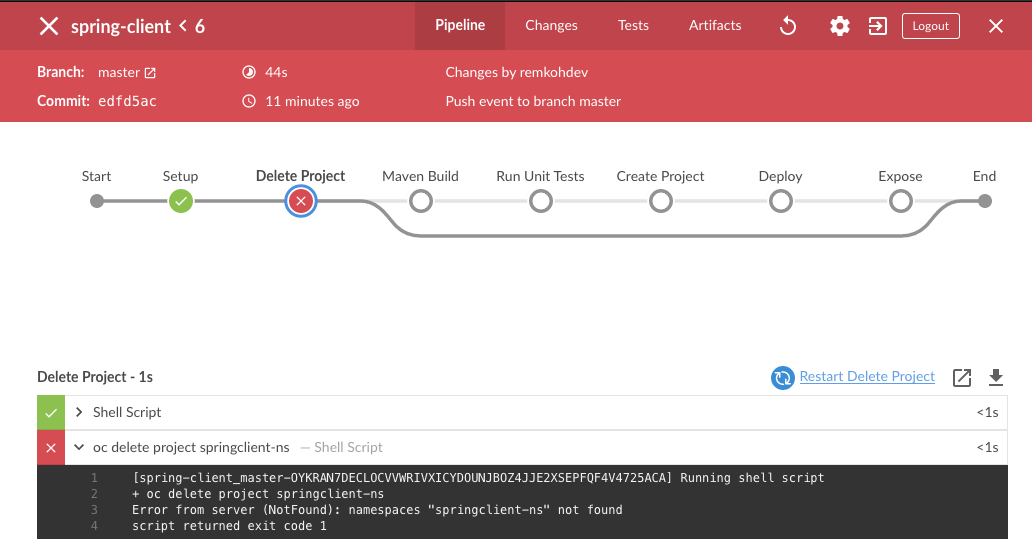 spring-client < 6
Pipeline
Changes
Tests
Artifacts
Logout
Branch: master
44s
Changes by remkohdev
Commit: edfd5ac
11 minutes ago
Push event to branch master
Start
Setup
Delete Project
Maven Build
Run Unit Tests
Create Project
Deploy
Expose
End
Delete Project - 1s
Restart Delete Project
Shell Script
<1s
oc delete project springclient-ns — Shell Script
<1s
1 [spring-client_master-OYKRAN7DECLOCVVWRIVXICYDOUNJBOZ4JJE2XSEPFQF4V4725ACA] Running shell script
2 + oc delete project springclient-ns
3 Error from server (NotFound): namespaces "springclient-ns" not found
4 script returned exit code 1